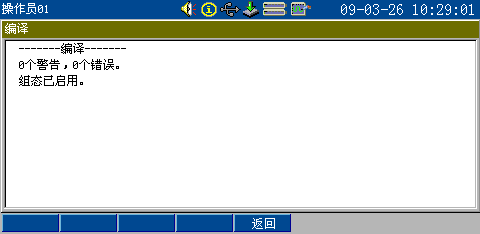 操作员01
09-03-26 10:29:01
编译
-------编译-------
0个警告，0个错误。
组态已启用。
返回